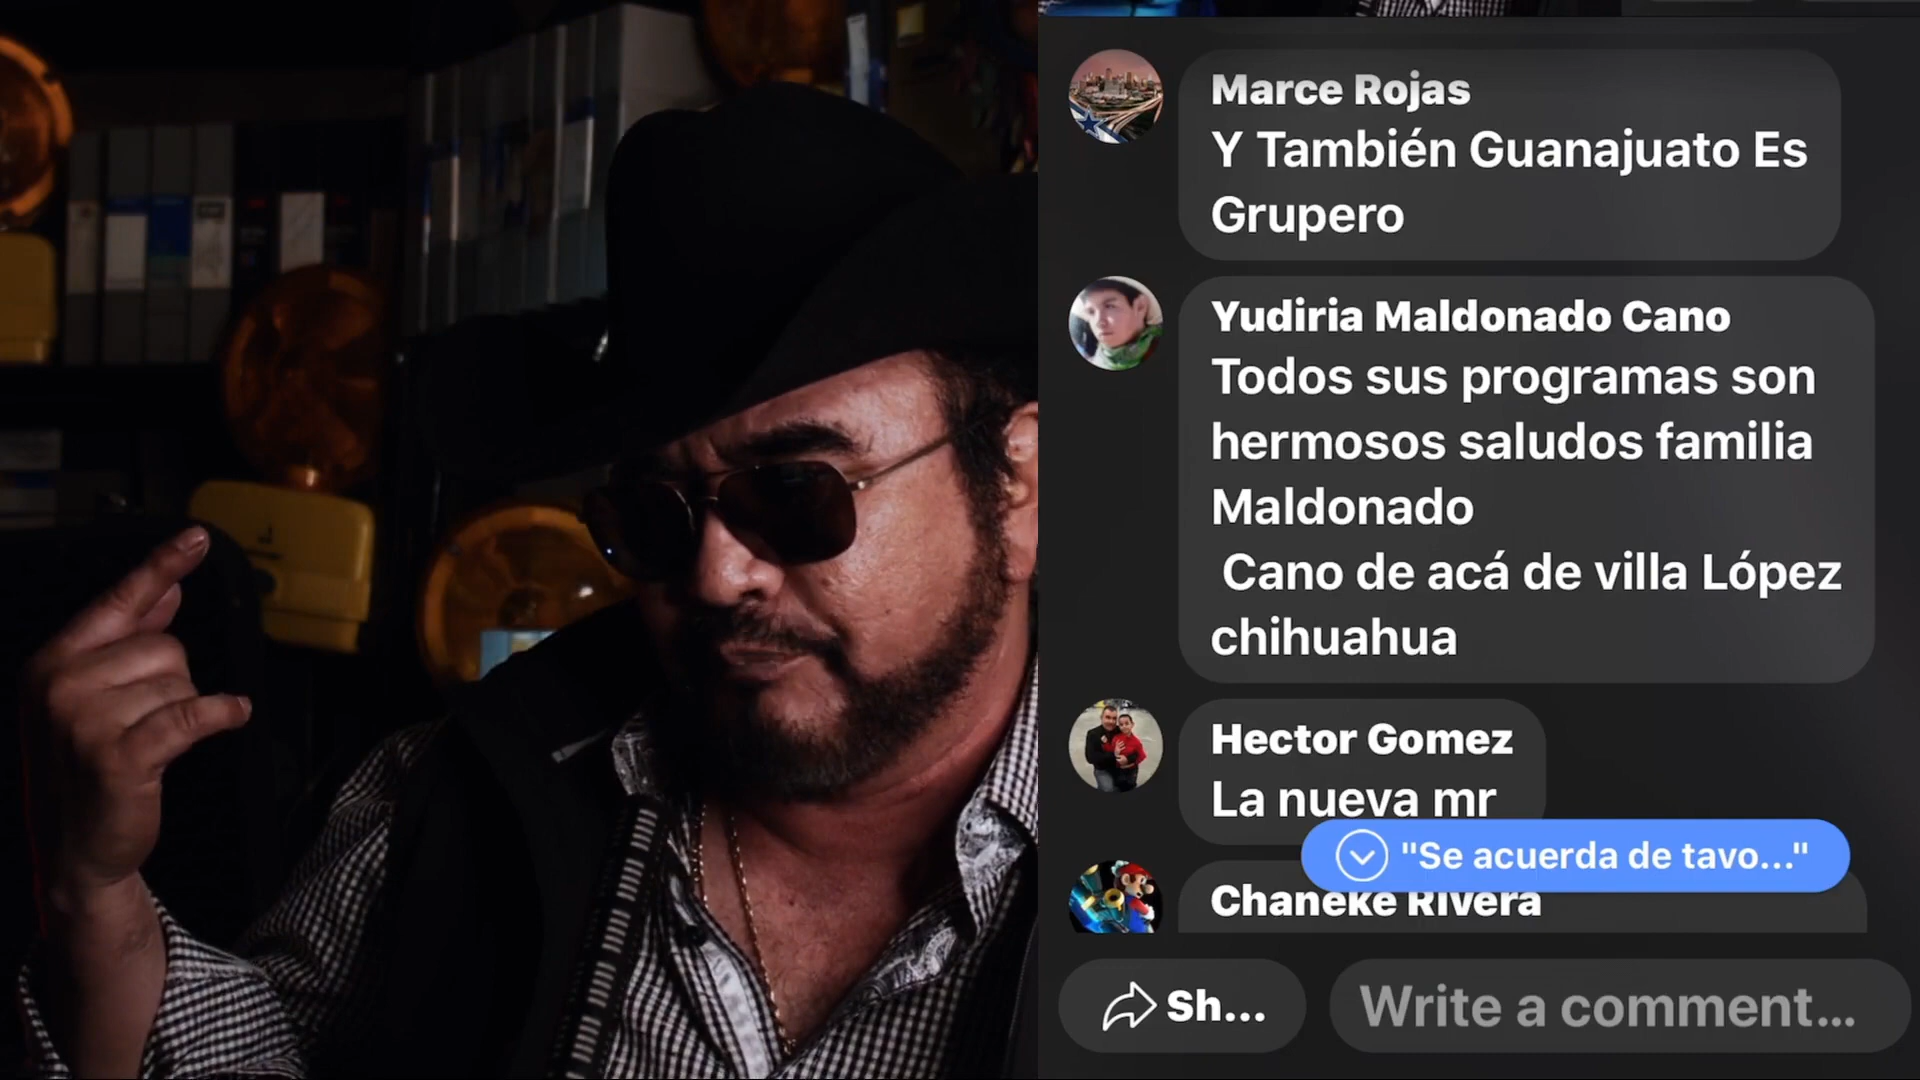 Marce Rojas
Y También Guanajuato Es
Grupero
Yudiria Maldonado Cano
Todos sus programas son
hermosos saludos familia
Maldonado
Cano de acá de villa López
chihuahua
Hector Gomez
La nueva mr
"Se acuerda de tavo..."
Chaneke Rivera
Sh...
Write a comment...